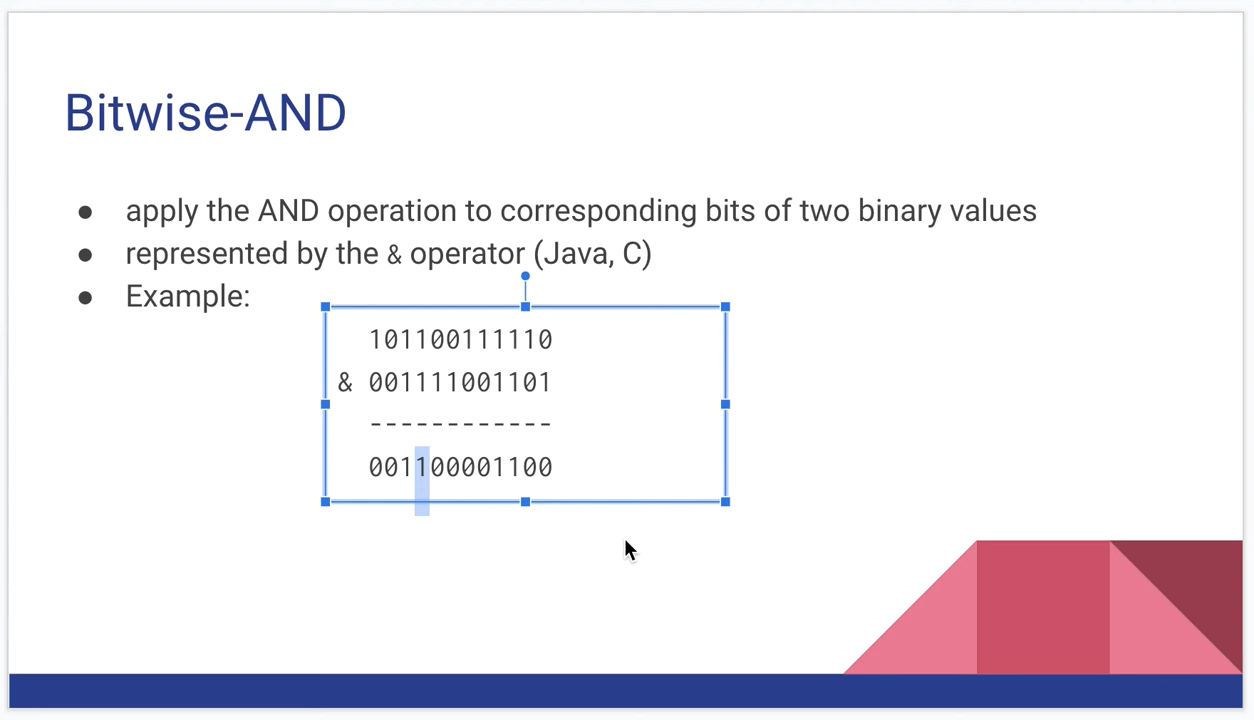 Bitwise-AND
● apply the AND operation to corresponding bits of two binary values
● represented by the & operator (Java, C)
● Example:
101100111110
& 001111001101
------------
001100001100